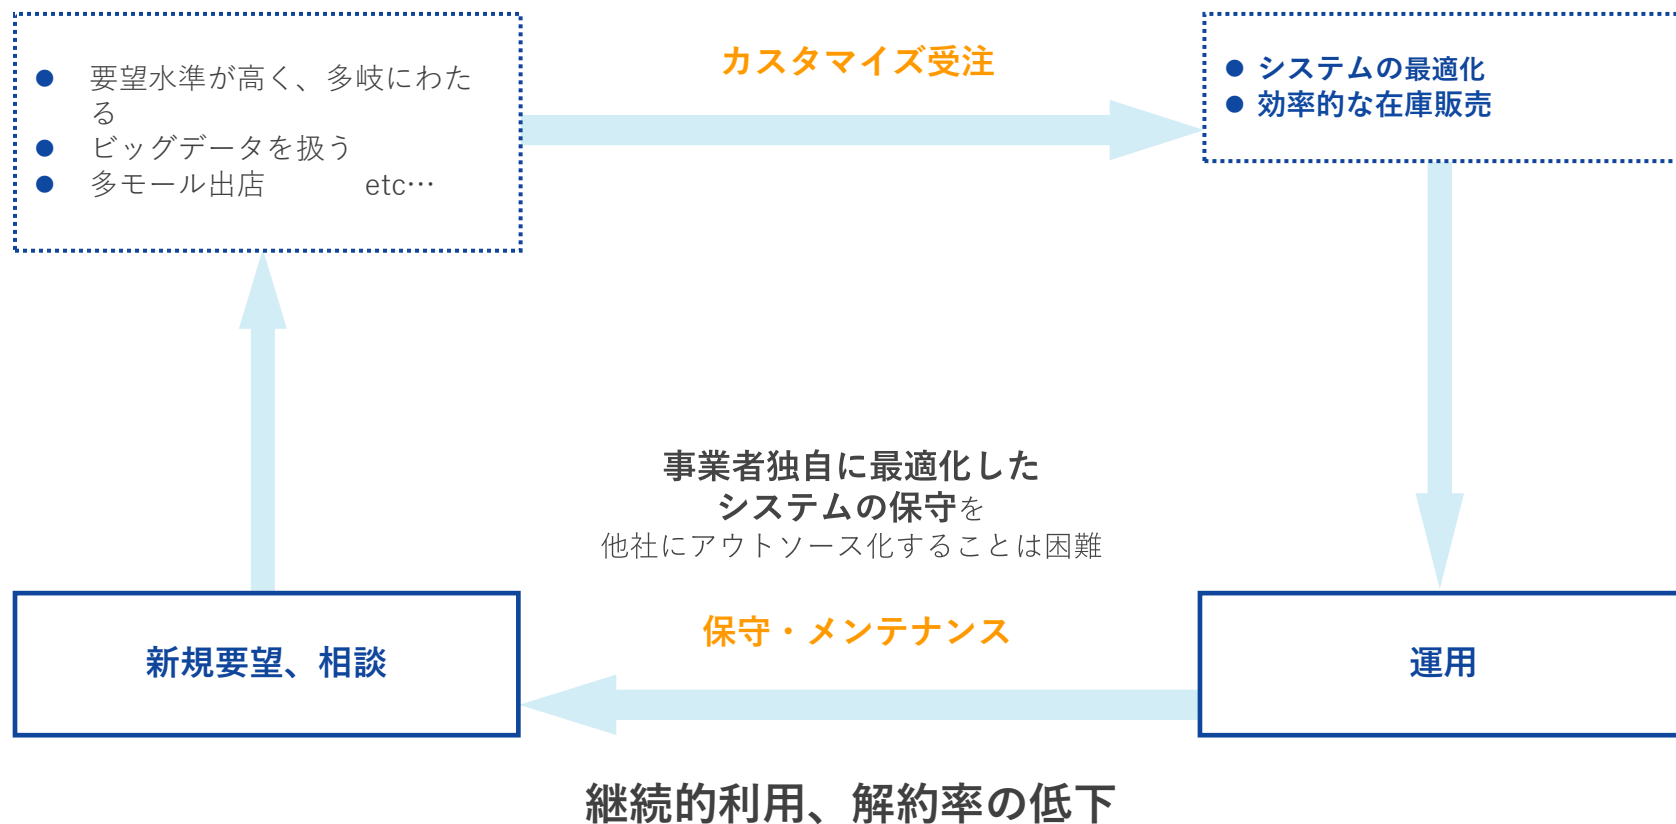 ● 要望水準が高く、多岐にわた
る
● ビッグデータを扱う
● 多モール出店 etc…
カスタマイズ受注
● システムの最適化
● 効率的な在庫販売
事業者独自に最適化した
システムの保守を
他社にアウトソース化することは困難
新規要望、相談
保守・メンテナンス
運用
継続的利用、解約率の低下